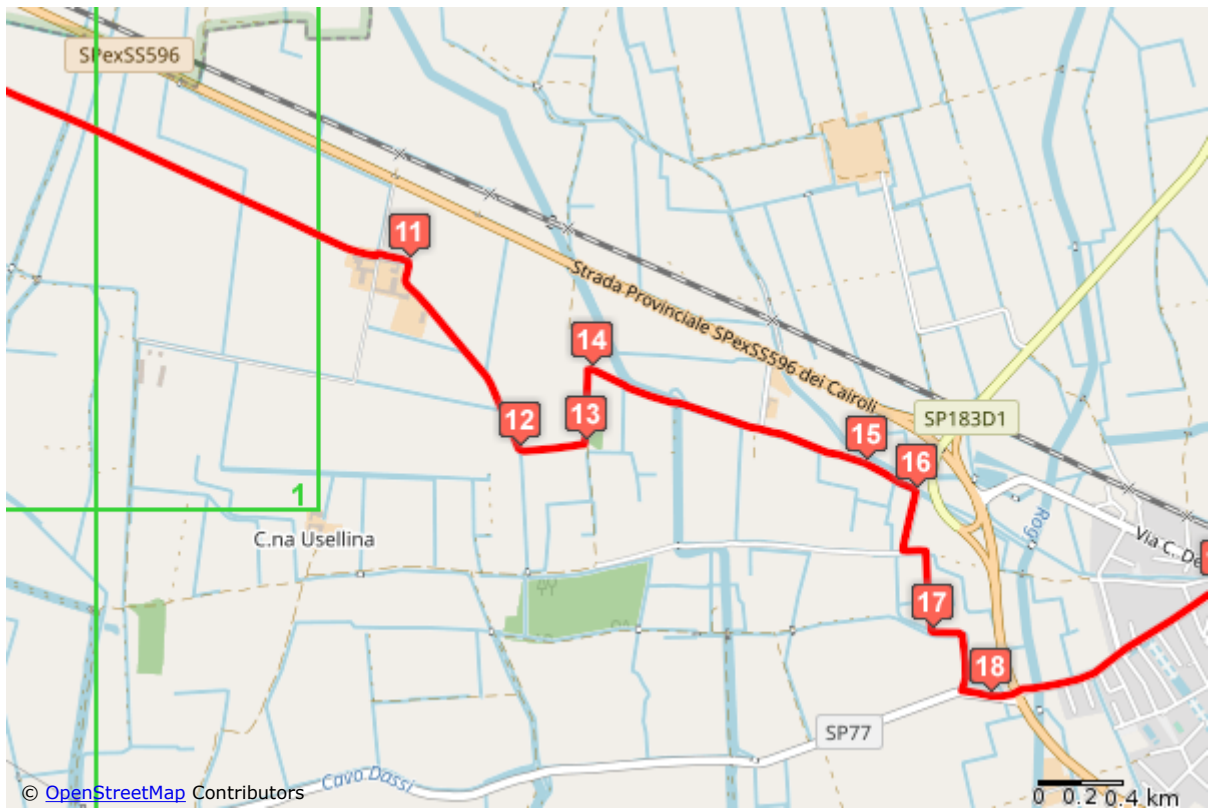 SPexSS596
11
Strada Provinciale SPexSS596 dei Cairoli
14
12
13
SP183D1
15
16
1
C.na Usellina
Via C. De
17
18
SP77
Cavo Dassi
© OpenStreetMap Contributors
0 0.2 0.4 km